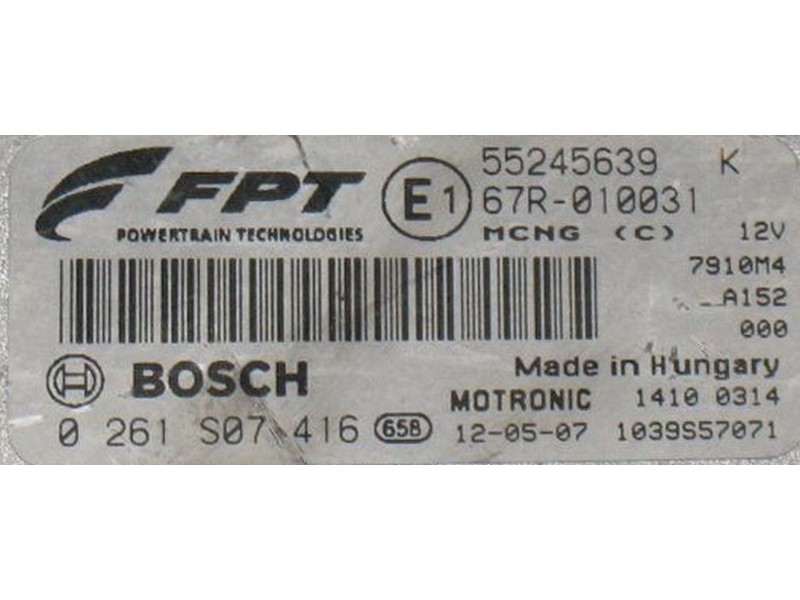 FPT
POWERTRAIN TECHNOLOGIES
E1
55245639 K
67R-010031
MCNG (C) 12V
7910M4
A152
000
BOSCH
Made in Hungary
MOTRONIC 1410 0314
0 261 S07 416 658 12-05-07 1039S57071